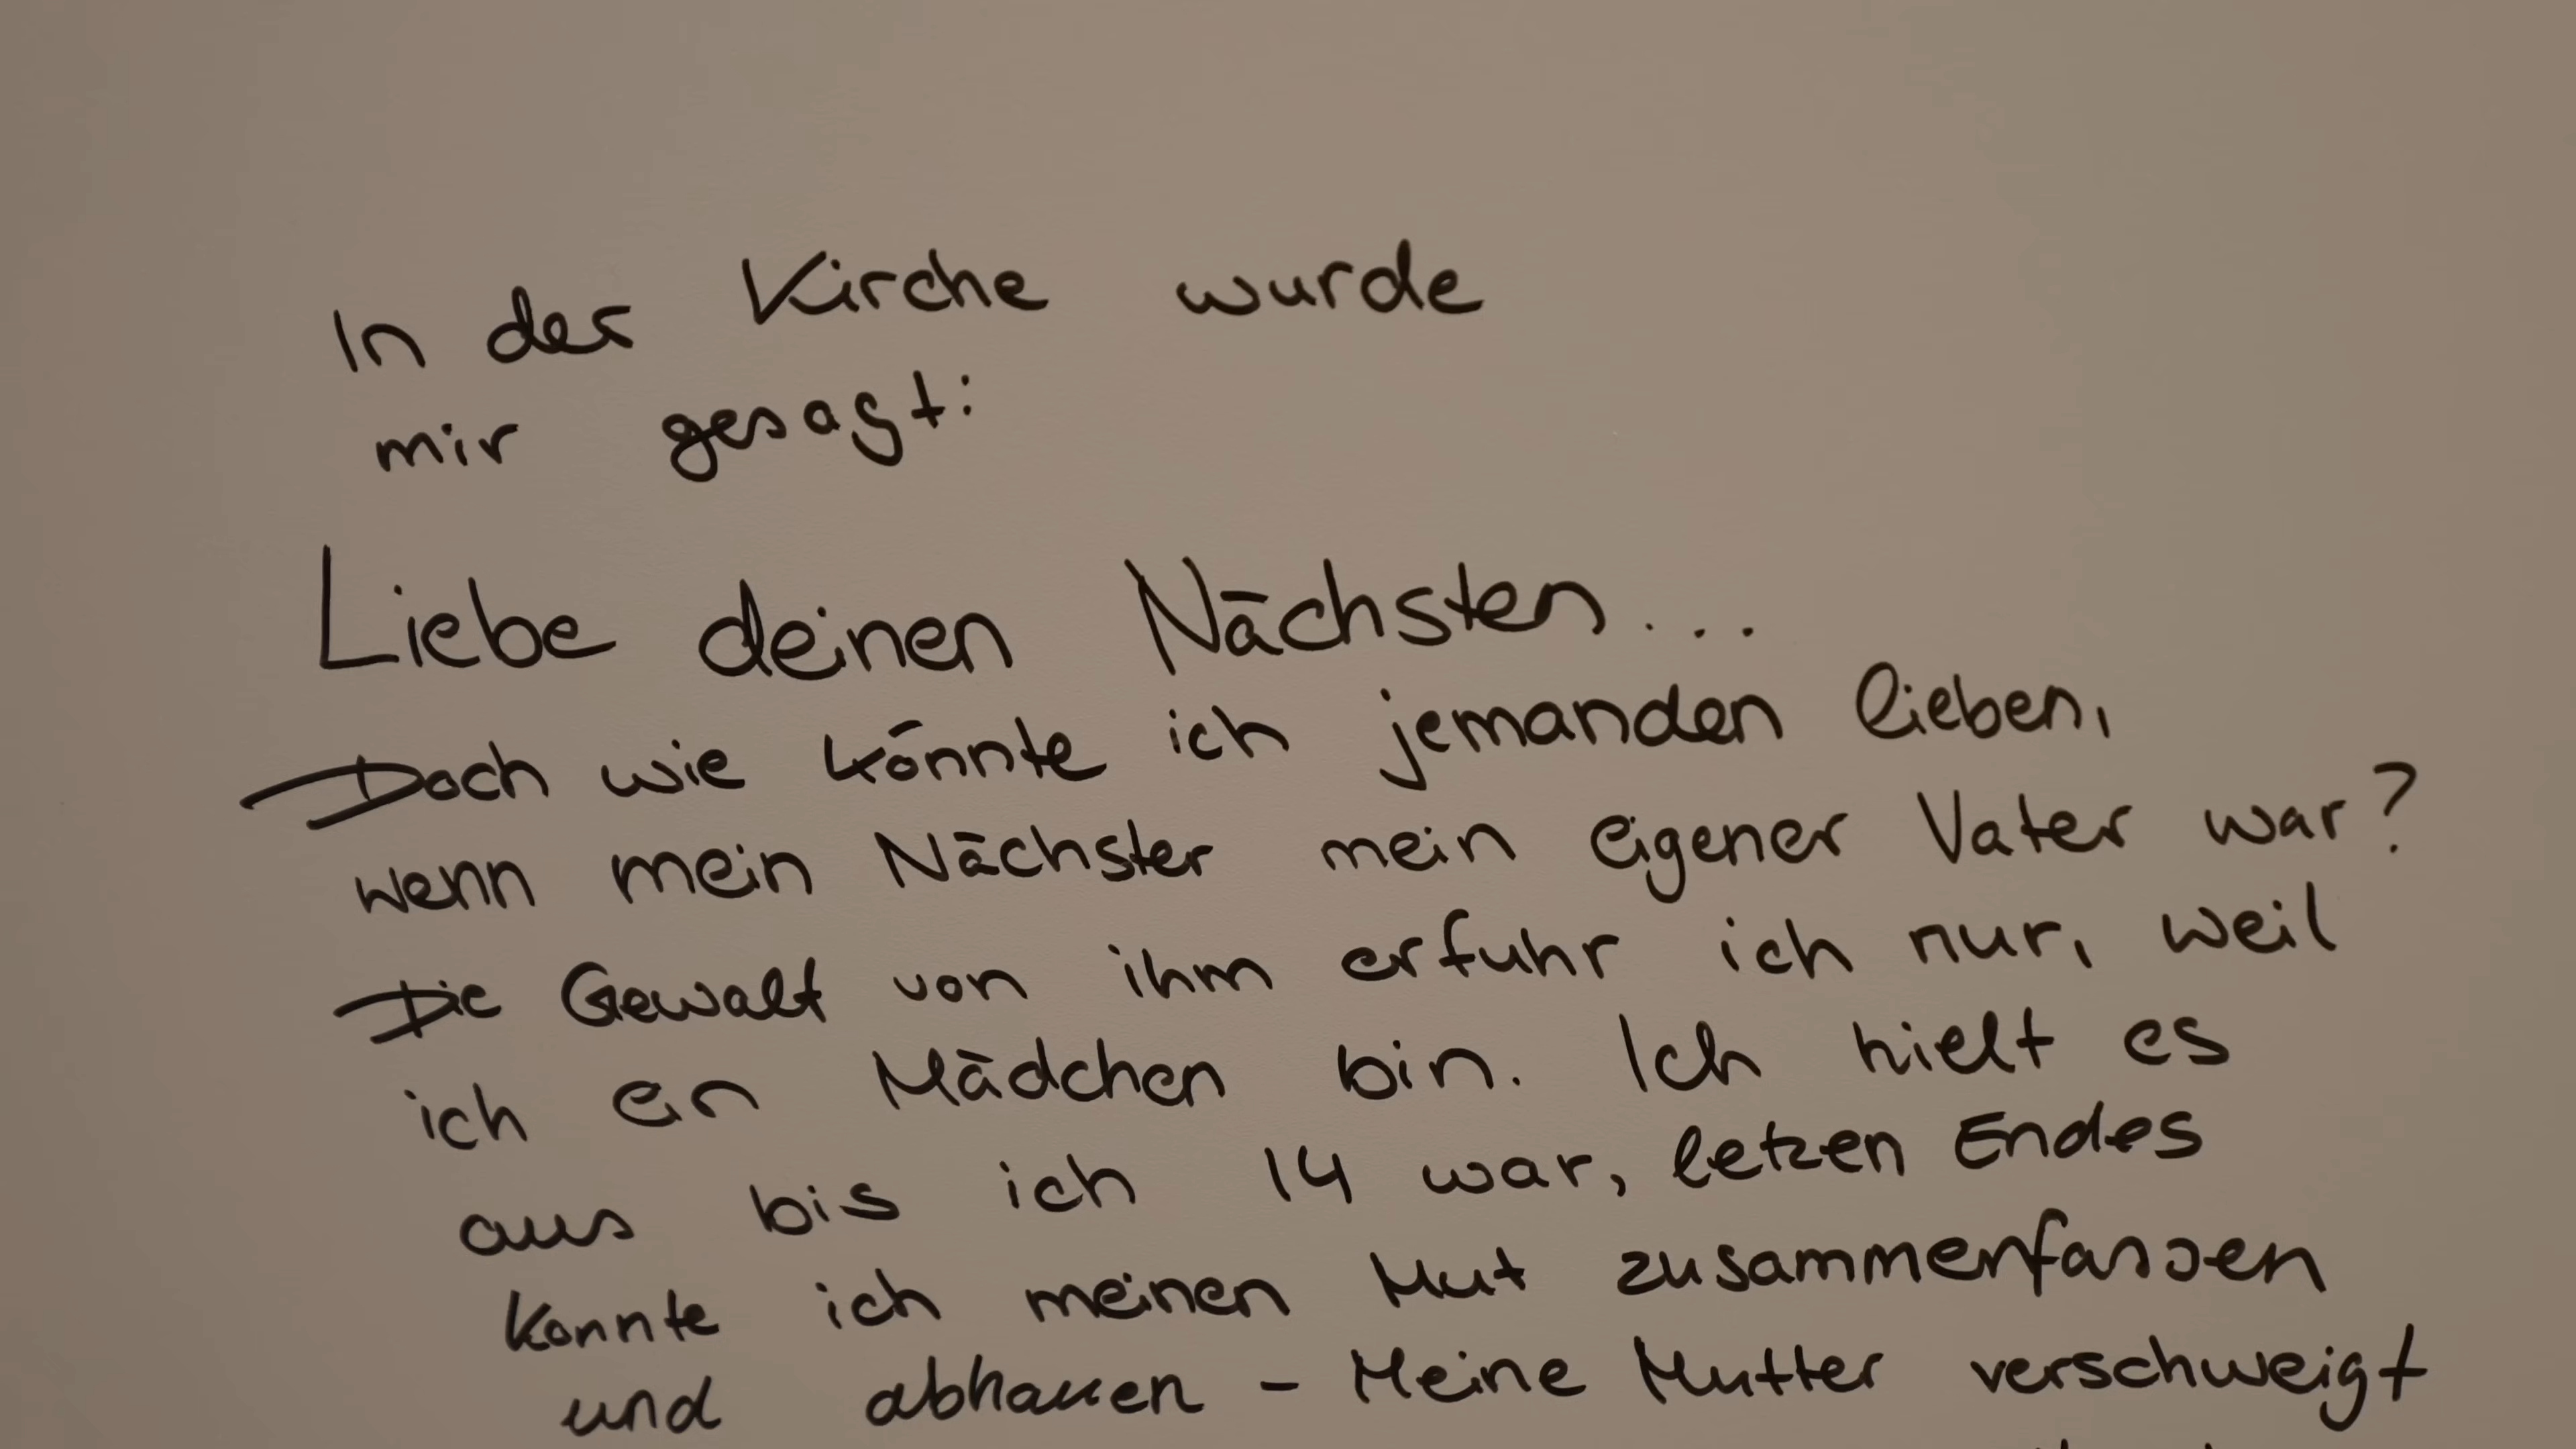 In der Kirche wurde
mir gesagt:
Liebe deinen Nächsten...
Doch wie könnte ich jemanden lieben,
wenn mein Nächster mein eigener Vater war?
Die Gewalt von ihm erfuhr ich nur, weil
ich ein Mädchen bin. Ich hielt es
aus bis ich 14 war, letzen Endes
konnte ich meinen Mut zusammenfassen
und abhauen - Meine Mutter verschweigt